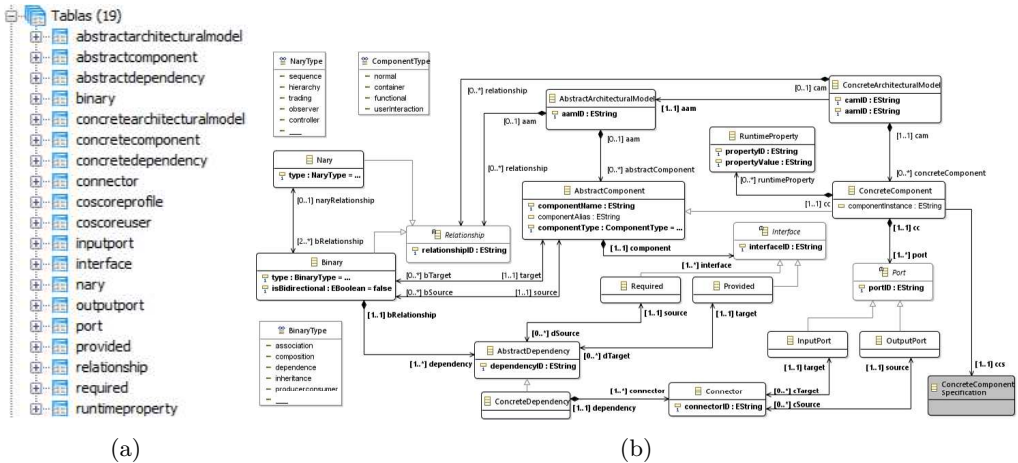 Tablas (19)
abstractarchitecturalmodel
abstractcomponent
abstractdependency
binary
concretearchitecturalmodel
concretecomponent
concretedependency
connector
coscoreprofile
coscoreuser
inputport
interface
nary
outputport
port
provided
relationship
required
runtimeproperty
(a)
NaryType
sequence
hierarchy
trading
observer
controller
ComponentType
normal
container
functional
userInteraction
[0..*] relationship
[0..1] cam
ConcreteArchitecturalModel
camID : EString
aamID : EString
AbstractArchitecturalModel
aamID : EString
[1..1] aam
[0..1] aam
[0..1] aam
[1..1] cam
RuntimeProperty
propertyID : EString
propertyValue : EString
Nary
type : NaryType = ...
[0..*] relationship
[0..*] abstractComponent
[0..*] runtimeProperty
[0..*] concreteComponent
AbstractComponent
componentName : EString
componentAlias : EString
componentType : ComponentType = ...
[1..1] cc
ConcreteComponent
componentInstance : EString
[0..1] naryRelationship
Relationship
relationshipID : EString
Interface
interfaceID : EString
[1..1] cc
[2..*] bRelationship
[1..1] component
[1..*] port
Binary
type : BinaryType = ...
isBidirectional : EBoolean = false
[0..*] bTarget
[1..1] target
[0..*] bSource
[1..1] source
[1..*] interface
Port
portID : EString
Required
Provided
[1..1] bRelationship
[1..1] source
[1..1] target
BinaryType
association
composition
dependence
inheritance
producerconsumer
[0..*] dSource
[0..*] dTarget
InputPort
OutputPort
[1..*] dependency
AbstractDependency
dependencyID : EString
[1..1] target
[1..1] source
[1..1] ccs
ConcreteDependency
[1..1] dependency
[1..*] connector
Connector
connectorID : EString
[0..*] cTarget
[0..*] cSource
ConcreteComponent
Specification
(b)